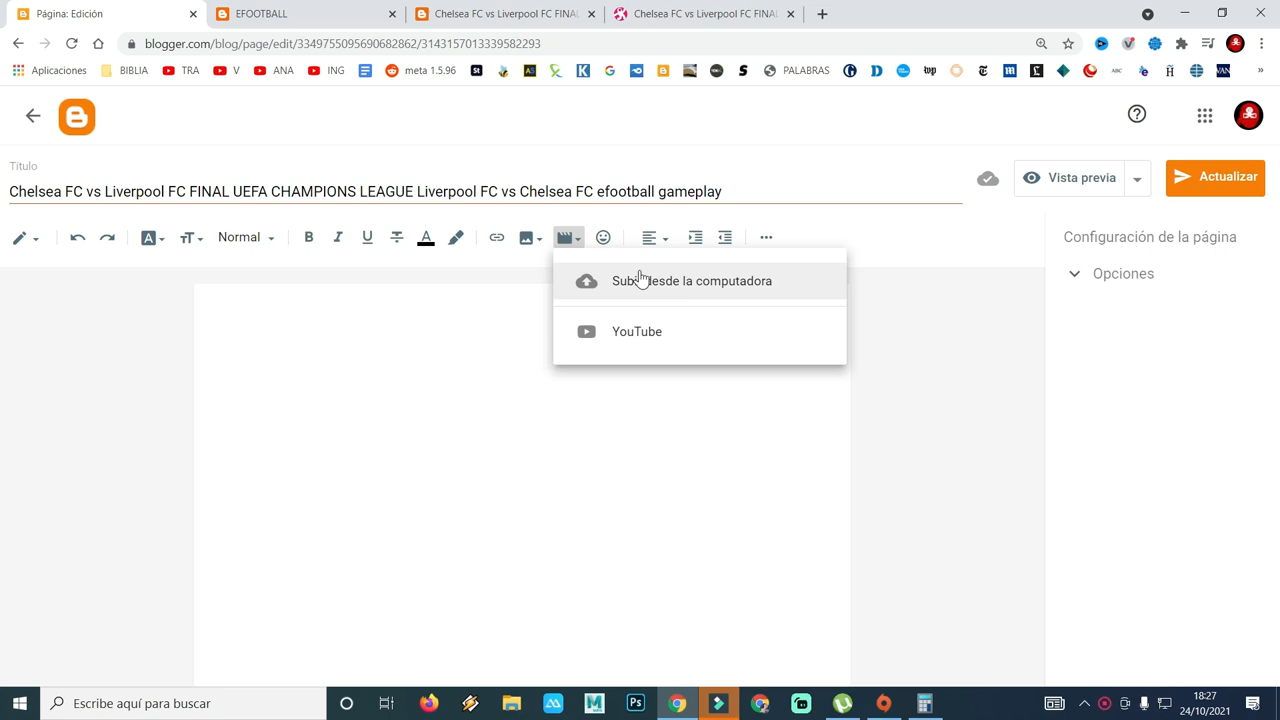 Página: Edición
EFOOTBALL
Chelsea FC vs Liverpool FC FINAL
Chelsea FC vs Liverpool FC FINAL
blogger.com/blog/page/edit/3349755095690682862/3143157013339532293
Aplicaciones
BIBLIA
TRA
V
ANA
ING
meta 1.5.96
St
PALABRAS
Título
Chelsea FC vs Liverpool FC FINAL UEFA CHAMPIONS LEAGUE Liverpool FC vs Chelsea FC efootball gameplay
Vista previa
Actualizar
Normal
Configuración de la página
Opciones
desde la computadora
YouTube
Escribe aquí para buscar
Ps
18:27
24/10/2021